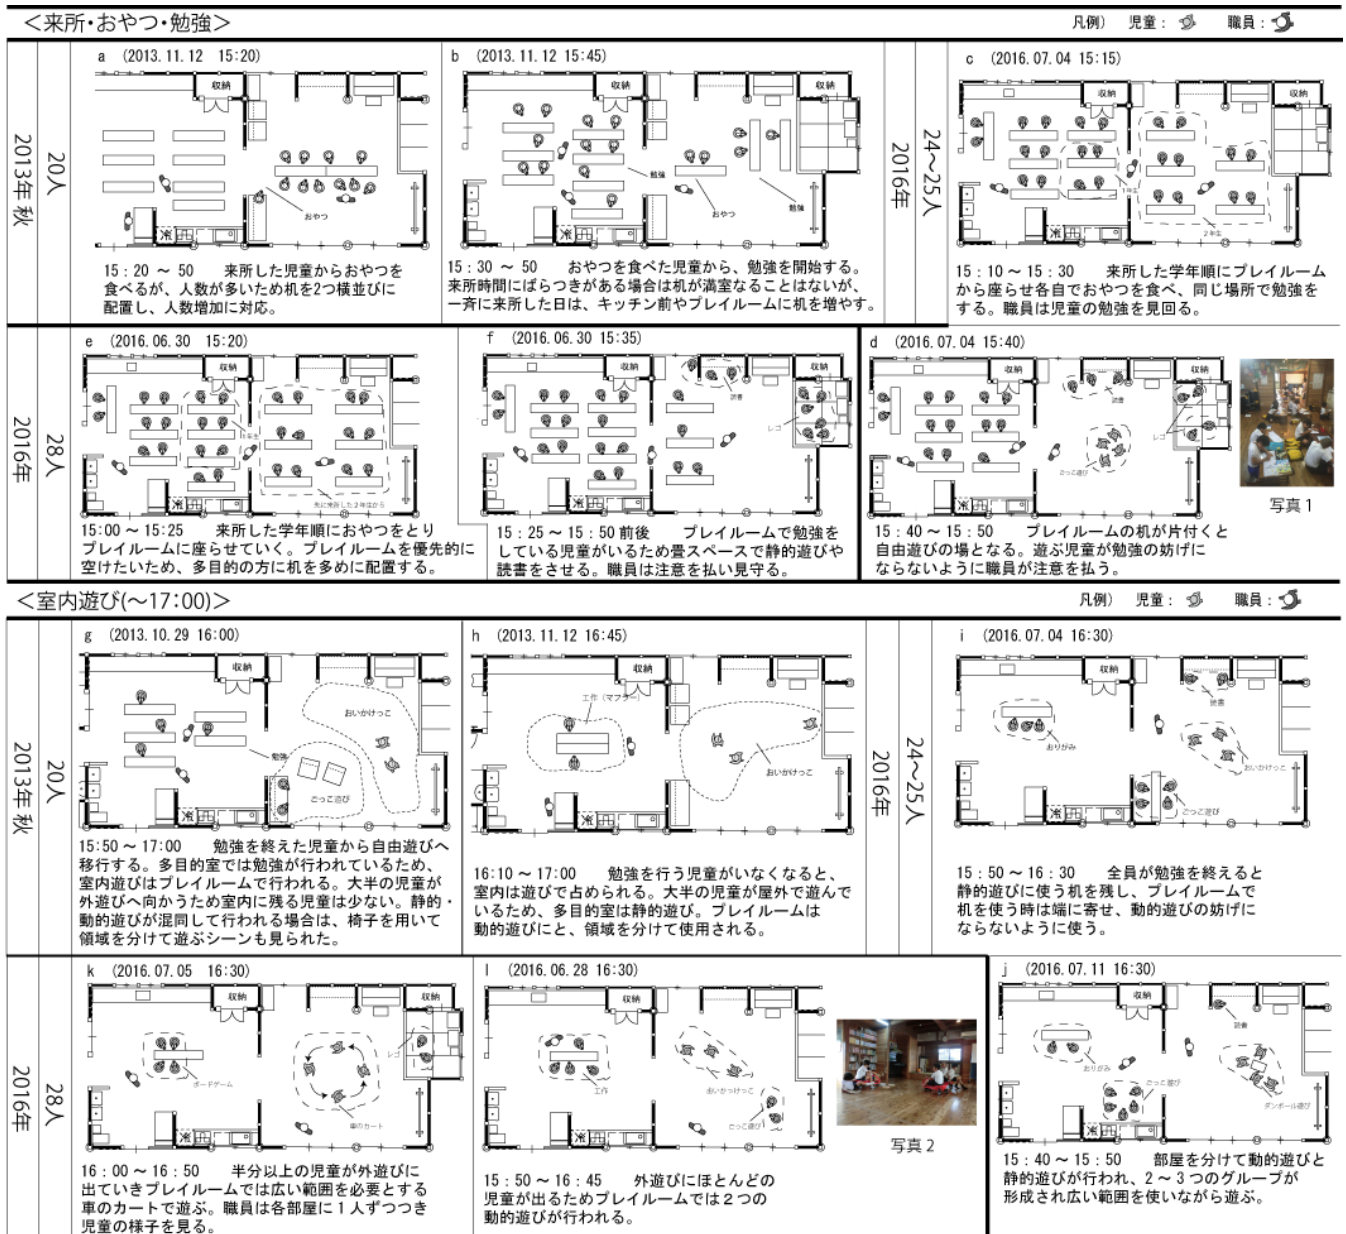 ＜来所・おやつ・勉強＞
凡例） 児童： 職員：
2013年 秋
20人
a (2013.11.12 15:20)
収納
おやつ
15：20 ～ 50 来所した児童からおやつを
食べるが、人数が多いため机を2つ横並びに
配置し、人数増加に対応。
b (2013.11.12 15:45)
収納
収納
勉強
おやつ
勉強
15：30 ～ 50 おやつを食べた児童から、勉強を開始する。
来所時間にばらつきがある場合は机が満室なることはないが、
一斉に来所した日は、キッチン前やプレイルームに机を増やす。
2016年
24～25人
c (2016.07.04 15:15)
収納
収納
1年生
2年生
15：10 ～ 15：30 来所した学年順にプレイルーム
から座らせ各自でおやつを食べ、同じ場所で勉強を
する。職員は児童の勉強を見回る。
2016年
28人
e (2016.06.30 15:20)
収納
1年生
先に来所した2年生から
15:00 ～ 15:25 来所した学年順におやつをとり
プレイルームに座らせていく。プレイルームを優先的に
空けたいため、多目的の方に机を多めに配置する。
f (2016.06.30 15:35)
収納
収納
読書
レゴ
15：25 ～ 15：50 前後 プレイルームで勉強を
している児童がいるため畳スペースで静的遊びや
読書をさせる。職員は注意を払い見守る。
d (2016.07.04 15:40)
収納
収納
読書
レゴ
ごっこ遊び
写真 1
15：40 ～ 15：50 プレイルームの机が片付くと
自由遊びの場となる。遊ぶ児童が勉強の妨げに
ならないように職員が注意を払う。
＜室内遊び(～17:00)＞
凡例） 児童： 職員：
2013年 秋
20人
g (2013.10.29 16:00)
収納
おいかけっこ
勉強
ごっこ遊び
15:50 ～ 17:00 勉強を終えた児童から自由遊びへ
移行する。多目的室では勉強が行われているため、
室内遊びはプレイルームで行われる。大半の児童が
外遊びへ向かうため室内に残る児童は少ない。静的・
動的遊びが混同して行われる場合は、椅子を用いて
領域を分けて遊ぶシーンも見られた。
h (2013.11.12 16:45)
収納
工作（マフラー）
おいかけっこ
16:10 ～ 17:00 勉強を行う児童がいなくなると、
室内は遊びで占められる。大半の児童が屋外で遊んで
いるため、多目的室は静的遊び。プレイルームは
動的遊びにと、領域を分けて使用される。
2016年
24～25人
i (2016.07.04 16:30)
収納
読書
おりがみ
おいかけっこ
ごっこ遊び
15：50 ～ 16：30 全員が勉強を終えると
静的遊びに使う机を残し、プレイルームで
机を使う時は端に寄せ、動的遊びの妨げに
ならないように使う。
2016年
28人
k (2016.07.05 16:30)
収納
収納
レゴ
ボードゲーム
車のカート
16：00 ～ 16：50 半分以上の児童が外遊びに
出ていきプレイルームでは広い範囲を必要とする
車のカートで遊ぶ。職員は各部屋に１人ずつつき
児童の様子を見る。
l (2016.06.28 16:30)
収納
工作
おいかけっこ
ごっこ遊び
写真 2
15：50 ～ 16：45 外遊びにほとんどの
児童が出るためプレイルームでは２つの
動的遊びが行われる。
j (2016.07.11 16:30)
収納
読書
おりがみ
ごっこ遊び
ダンボール遊び
15：40 ～ 15：50 部屋を分けて動的遊びと
静的遊びが行われ、2 ～ 3 つのグループが
形成され広い範囲を使いながら遊ぶ。